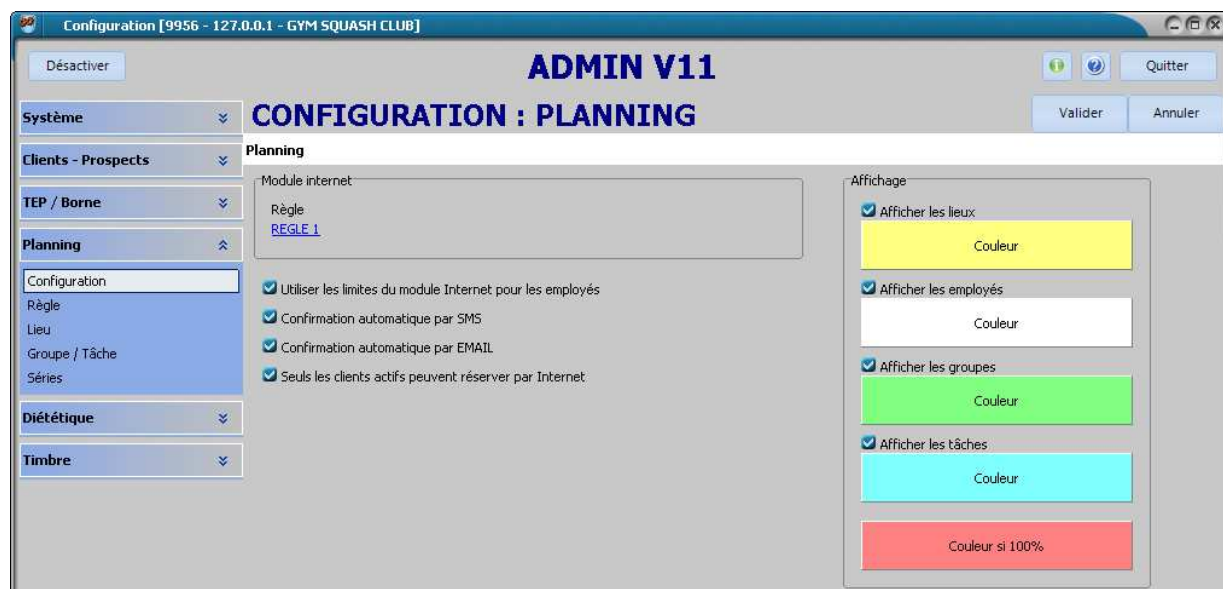 Configuration [9956 - 127.0.0.1 - GYM SQUASH CLUB]
Désactiver
ADMIN V11
Quitter
Système
CONFIGURATION : PLANNING
Valider
Annuler
Clients - Prospects
Planning
TEP / Borne
Planning
Configuration
Règle
Lieu
Groupe / Tâche
Séries
Diététique
Timbre
Module internet
Règle
REGLE 1
Utiliser les limites du module Internet pour les employés
Confirmation automatique par SMS
Confirmation automatique par EMAIL
Seuls les clients actifs peuvent réserver par Internet
Affichage
Afficher les lieux
Couleur
Afficher les employés
Couleur
Afficher les groupes
Couleur
Afficher les tâches
Couleur
Couleur si 100%